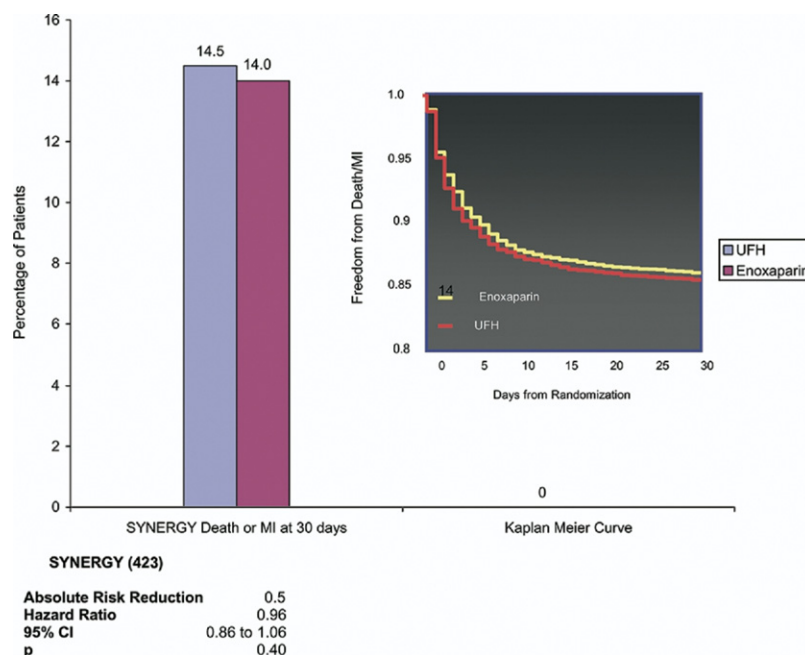 16
14
12
10
8
6
4
2
0
Percentage of Patients
14.5
14.0
1.0
0.95
0.9
0.85
0.8
Freedom from Death/MI
14
Enoxaparin
UFH
0 5 10 15 20 25 30
Days from Randomization
UFH
Enoxaparin
0
SYNERGY Death or MI at 30 days
Kaplan Meier Curve
SYNERGY (423)
Absolute Risk Reduction 0.5
Hazard Ratio 0.96
95% CI 0.86 to 1.06
p 0.40